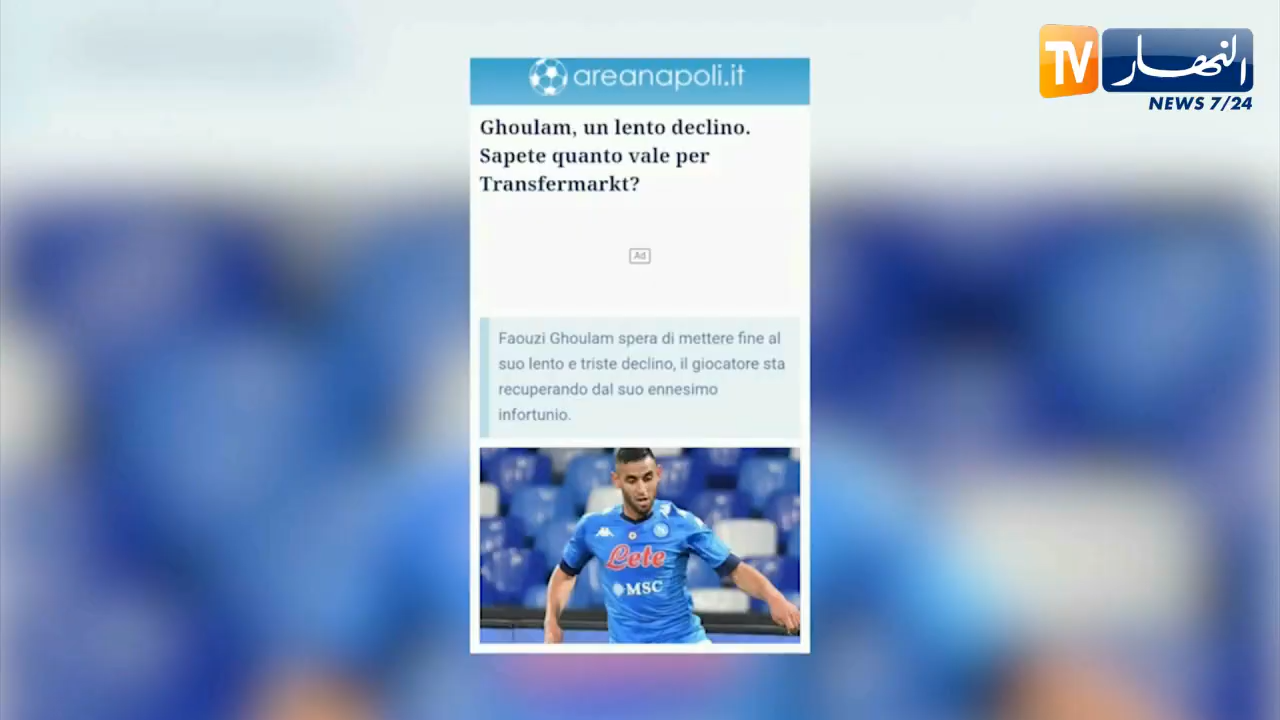 TV النهار
NEWS 7/24
areanapoli.it
Ghoulam, un lento declino.
Sapete quanto vale per
Transfermarkt?
Ad
Faouzi Ghoulam spera di mettere fine al
suo lento e triste declino, il giocatore sta
recuperando dal suo ennesimo
infortunio.
Lete
MSC